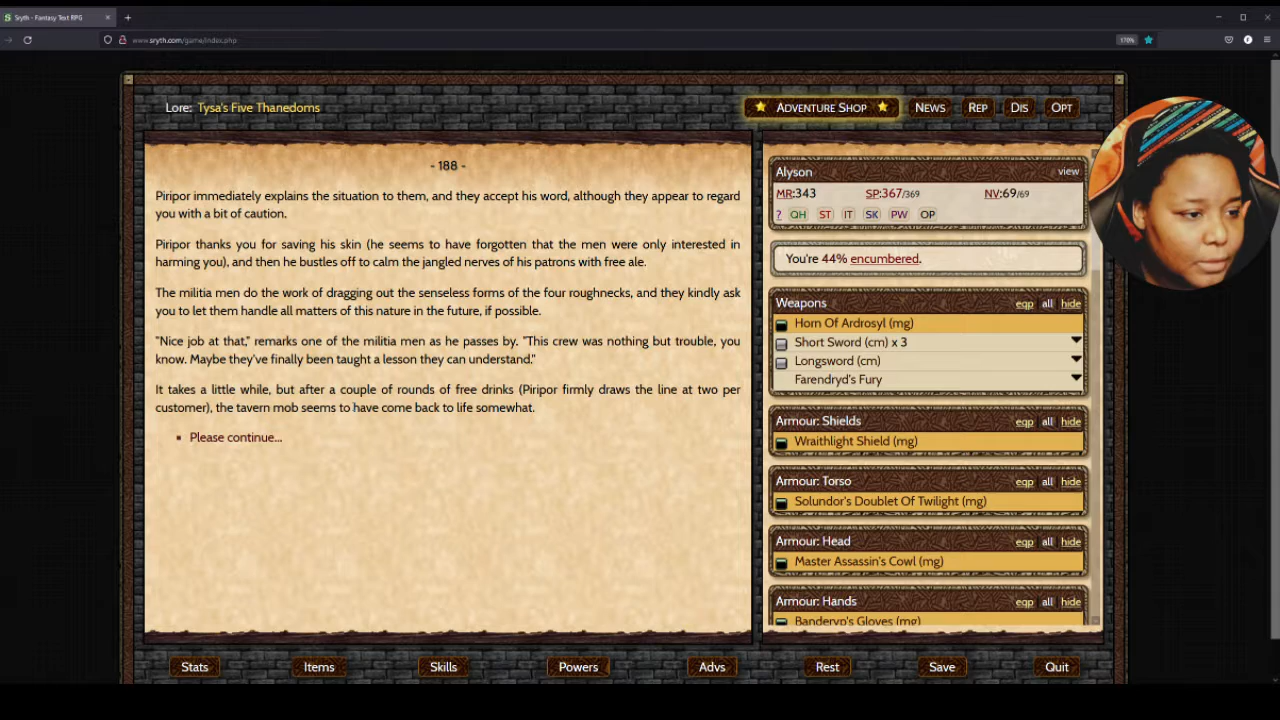 Sryth - Fantasy Text RPG
www.sryth.com/game/index.php
170%
Lore: Tysa's Five Thanedoms
ADVENTURE SHOP
NEWS
REP
DIS
OPT
- 188 -
Piripor immediately explains the situation to them, and they accept his word, although they appear to regard
you with a bit of caution.
Piripor thanks you for saving his skin (he seems to have forgotten that the men were only interested in
harming you), and then he bustles off to calm the jangled nerves of his patrons with free ale.
The militia men do the work of dragging out the senseless forms of the four roughnecks, and they kindly ask
you to let them handle all matters of this nature in the future, if possible.
"Nice job at that," remarks one of the militia men as he passes by. "This crew was nothing but trouble, you
know. Maybe they've finally been taught a lesson they can understand."
It takes a little while, but after a couple of rounds of free drinks (Piripor firmly draws the line at two per
customer), the tavern mob seems to have come back to life somewhat.
Please continue...
Alyson view
MR:343 SP:367/369 NV:69/69
? QH ST IT SK PW OP
You're 44% encumbered.
Weapons eqp all hide
Horn Of Ardrosyl (mg)
Short Sword (cm) x 3
Longsword (cm)
Farendryd's Fury
Armour: Shields eqp all hide
Wraithlight Shield (mg)
Armour: Torso eqp all hide
Solundor's Doublet Of Twilight (mg)
Armour: Head eqp all hide
Master Assassin's Cowl (mg)
Armour: Hands eqp all hide
Banderyp's Gloves (mg)
Stats
Items
Skills
Powers
Advs
Rest
Save
Quit